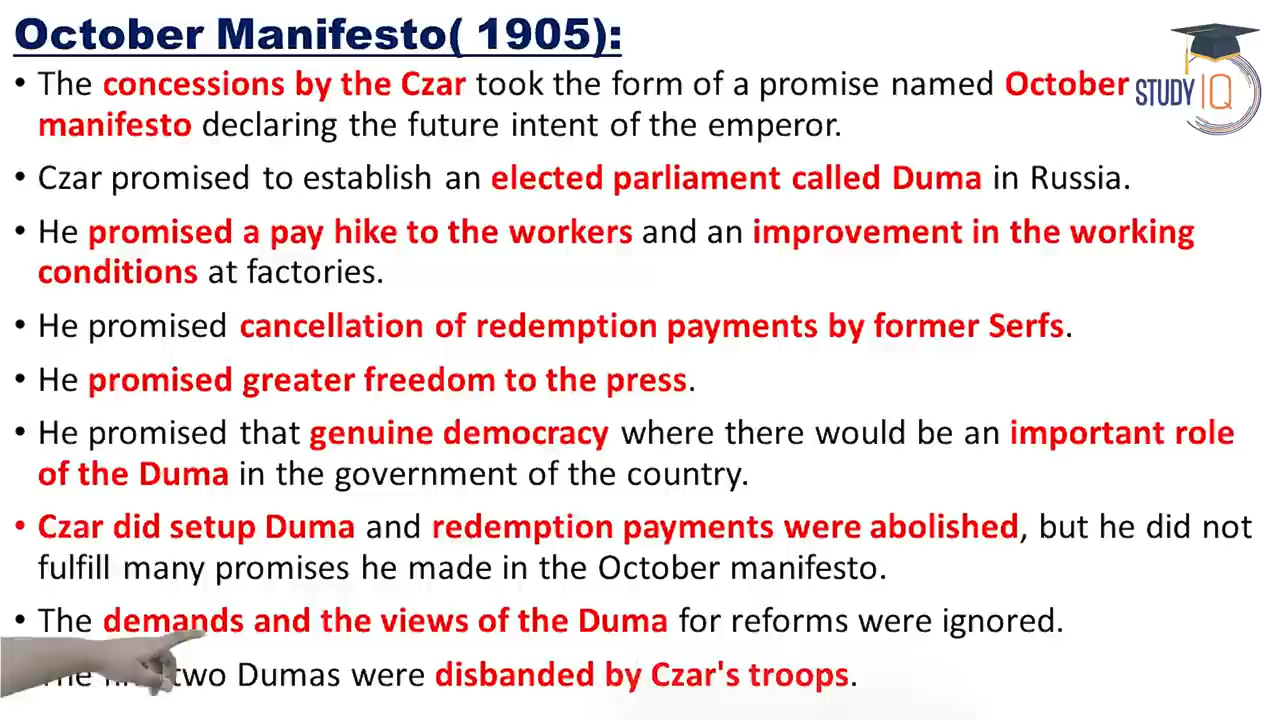 October Manifesto( 1905):
• The concessions by the Czar took the form of a promise named October
manifesto declaring the future intent of the emperor.
STUDY IQ
• Czar promised to establish an elected parliament called Duma in Russia.
• He promised a pay hike to the workers and an improvement in the working
conditions at factories.
• He promised cancellation of redemption payments by former Serfs.
• He promised greater freedom to the press.
• He promised that genuine democracy where there would be an important role
of the Duma in the government of the country.
• Czar did setup Duma and redemption payments were abolished, but he did not
fulfill many promises he made in the October manifesto.
• The demands and the views of the Duma for reforms were ignored.
two Dumas were disbanded by Czar's troops.